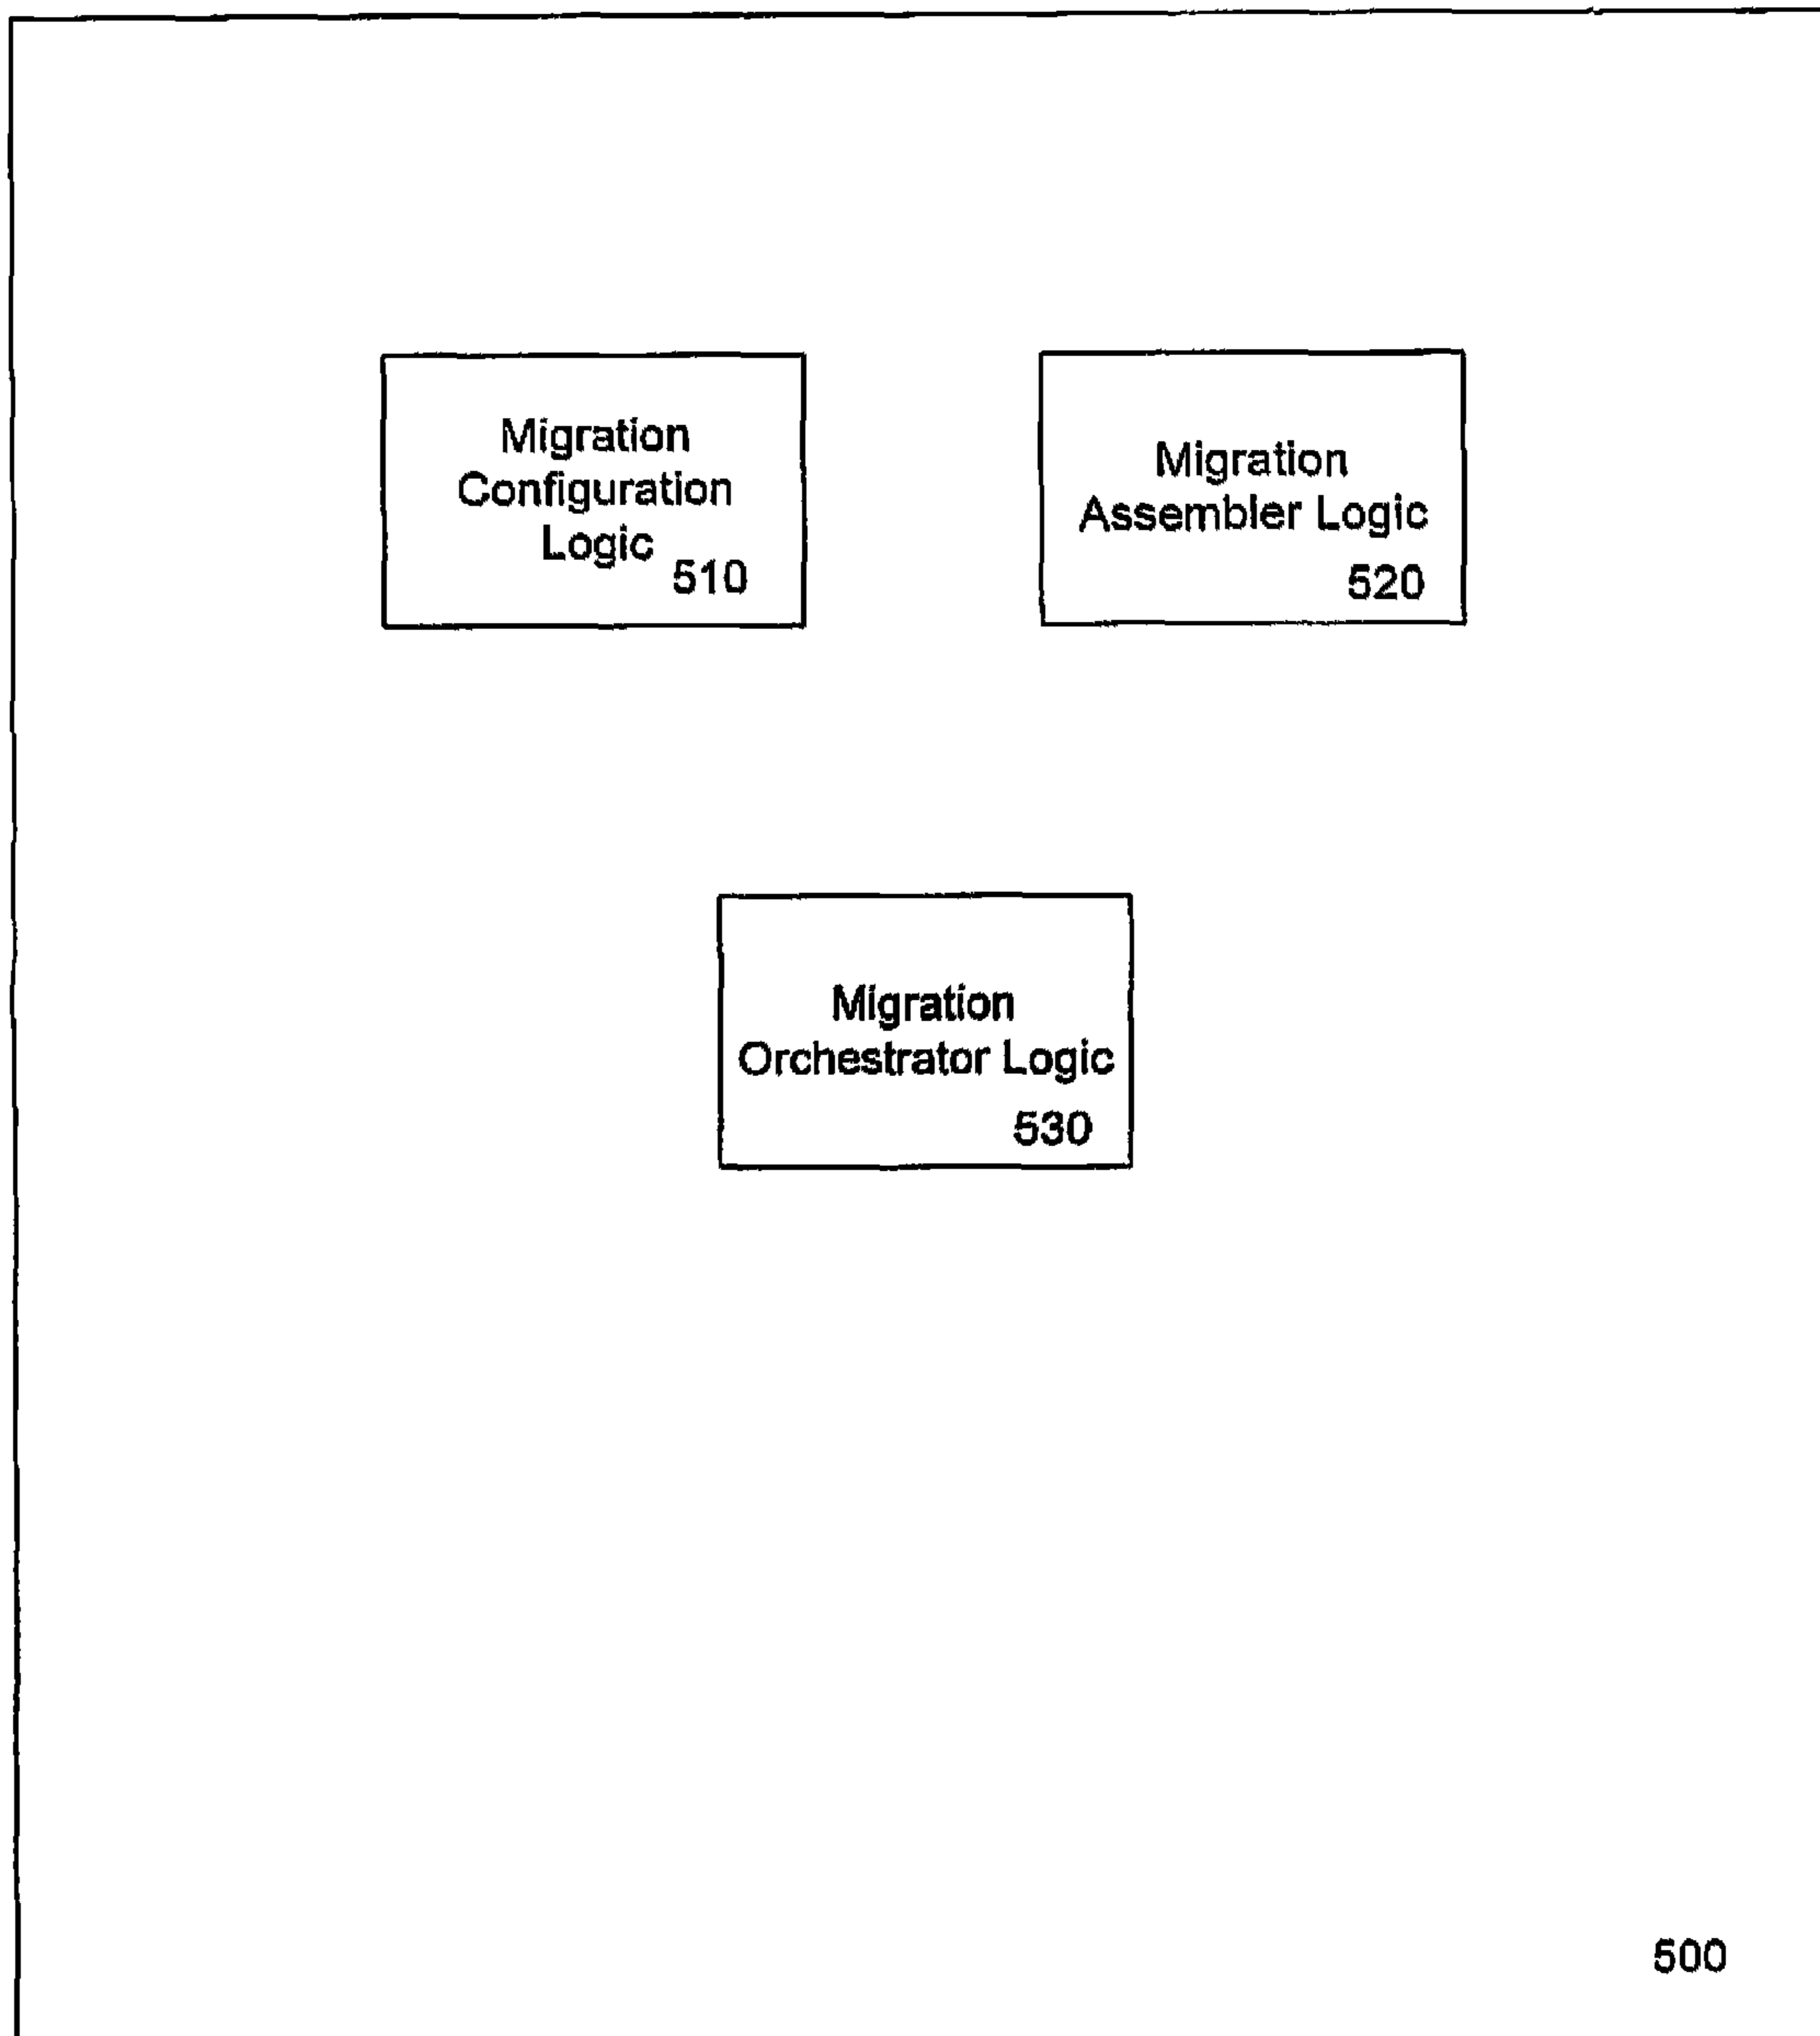 Migration
Configuration
Logic
510
Migration
Assembler Logic
520
Migration
Orchestrator Logic
530
500